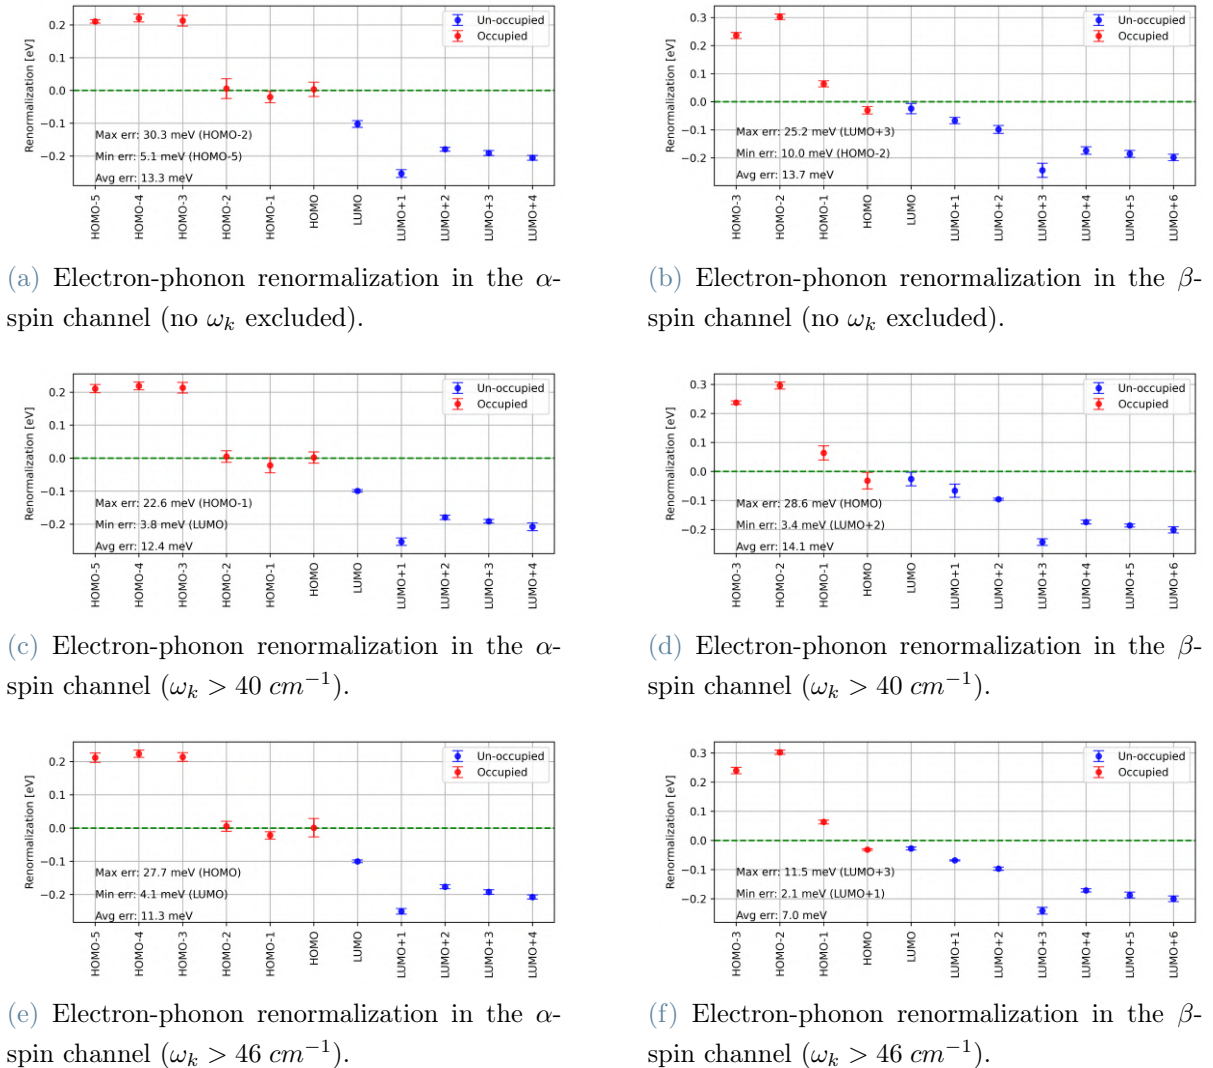 0.2
0.1
0.0
−0.1
−0.2
Renormalization [eV]
Un-occupied
Occupied
Max err: 30.3 meV (HOMO-2)
Min err: 5.1 meV (HOMO-5)
Avg err: 13.3 meV
HOMO-5
HOMO-4
HOMO-3
HOMO-2
HOMO-1
HOMO
LUMO
LUMO+1
LUMO+2
LUMO+3
LUMO+4
(a) Electron-phonon renormalization in the α-
spin channel (no ωₖ excluded).
0.3
0.2
0.1
0.0
−0.1
−0.2
Renormalization [eV]
Un-occupied
Occupied
Max err: 25.2 meV (LUMO+3)
Min err: 10.0 meV (HOMO-2)
Avg err: 13.7 meV
HOMO-3
HOMO-2
HOMO-1
HOMO
LUMO
LUMO+1
LUMO+2
LUMO+3
LUMO+4
LUMO+5
LUMO+6
(b) Electron-phonon renormalization in the β-
spin channel (no ωₖ excluded).
0.2
0.1
0.0
−0.1
−0.2
Renormalization [eV]
Un-occupied
Occupied
Max err: 22.6 meV (HOMO-1)
Min err: 3.8 meV (LUMO)
Avg err: 12.4 meV
HOMO-5
HOMO-4
HOMO-3
HOMO-2
HOMO-1
HOMO
LUMO
LUMO+1
LUMO+2
LUMO+3
LUMO+4
(c) Electron-phonon renormalization in the α-
spin channel (ωₖ > 40 cm⁻¹).
0.3
0.2
0.1
0.0
−0.1
−0.2
Renormalization [eV]
Un-occupied
Occupied
Max err: 28.6 meV (HOMO)
Min err: 3.4 meV (LUMO+2)
Avg err: 14.1 meV
HOMO-3
HOMO-2
HOMO-1
HOMO
LUMO
LUMO+1
LUMO+2
LUMO+3
LUMO+4
LUMO+5
LUMO+6
(d) Electron-phonon renormalization in the β-
spin channel (ωₖ > 40 cm⁻¹).
0.2
0.1
0.0
−0.1
−0.2
Renormalization [eV]
Un-occupied
Occupied
Max err: 27.7 meV (HOMO)
Min err: 4.1 meV (LUMO)
Avg err: 11.3 meV
HOMO-5
HOMO-4
HOMO-3
HOMO-2
HOMO-1
HOMO
LUMO
LUMO+1
LUMO+2
LUMO+3
LUMO+4
(e) Electron-phonon renormalization in the α-
spin channel (ωₖ > 46 cm⁻¹).
0.3
0.2
0.1
0.0
−0.1
−0.2
Renormalization [eV]
Un-occupied
Occupied
Max err: 11.5 meV (LUMO+3)
Min err: 2.1 meV (LUMO+1)
Avg err: 7.0 meV
HOMO-3
HOMO-2
HOMO-1
HOMO
LUMO
LUMO+1
LUMO+2
LUMO+3
LUMO+4
LUMO+5
LUMO+6
(f) Electron-phonon renormalization in the β-
spin channel (ωₖ > 46 cm⁻¹).